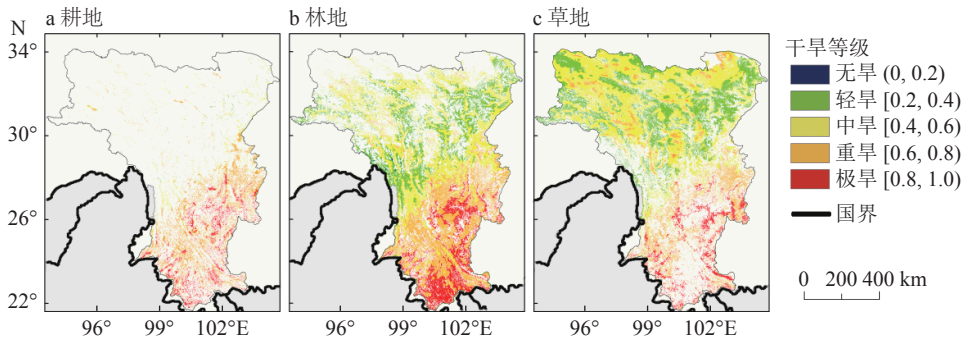 a 耕地
b 林地
c 草地
N
34°
30°
26°
22°
96° 99° 102°E
96° 99° 102°E
96° 99° 102°E
干旱等级
无旱 (0, 0.2)
轻旱 [0.2, 0.4)
中旱 [0.4, 0.6)
重旱 [0.6, 0.8)
极旱 [0.8, 1.0)
国界
0 200 400 km